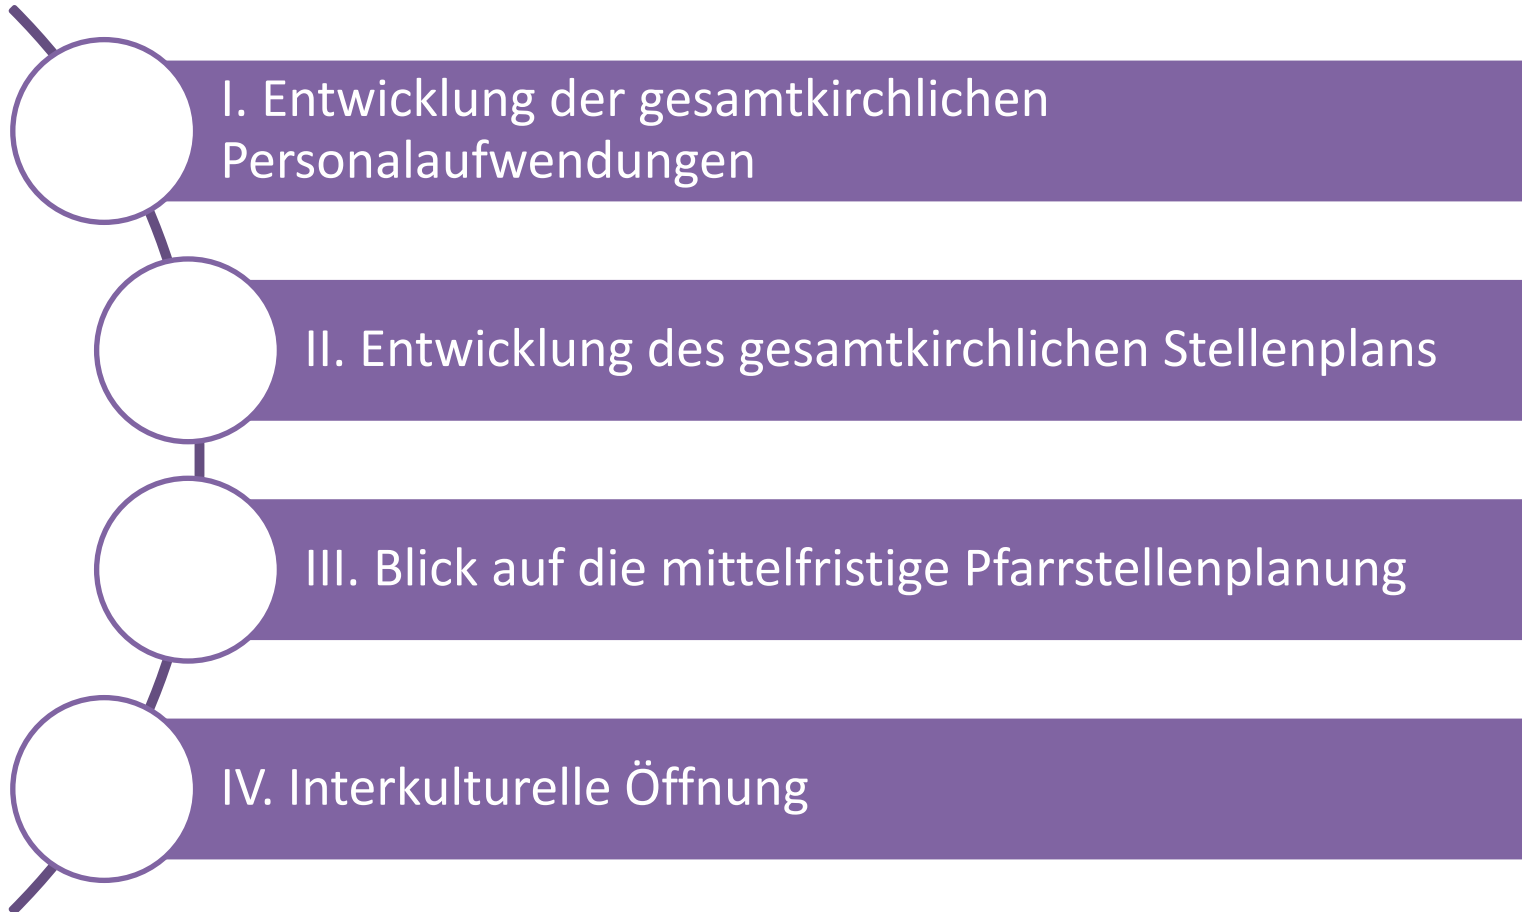 I. Entwicklung der gesamtkirchlichen
Personalaufwendungen
II. Entwicklung des gesamtkirchlichen Stellenplans
III. Blick auf die mittelfristige Pfarrstellenplanung
IV. Interkulturelle Öffnung